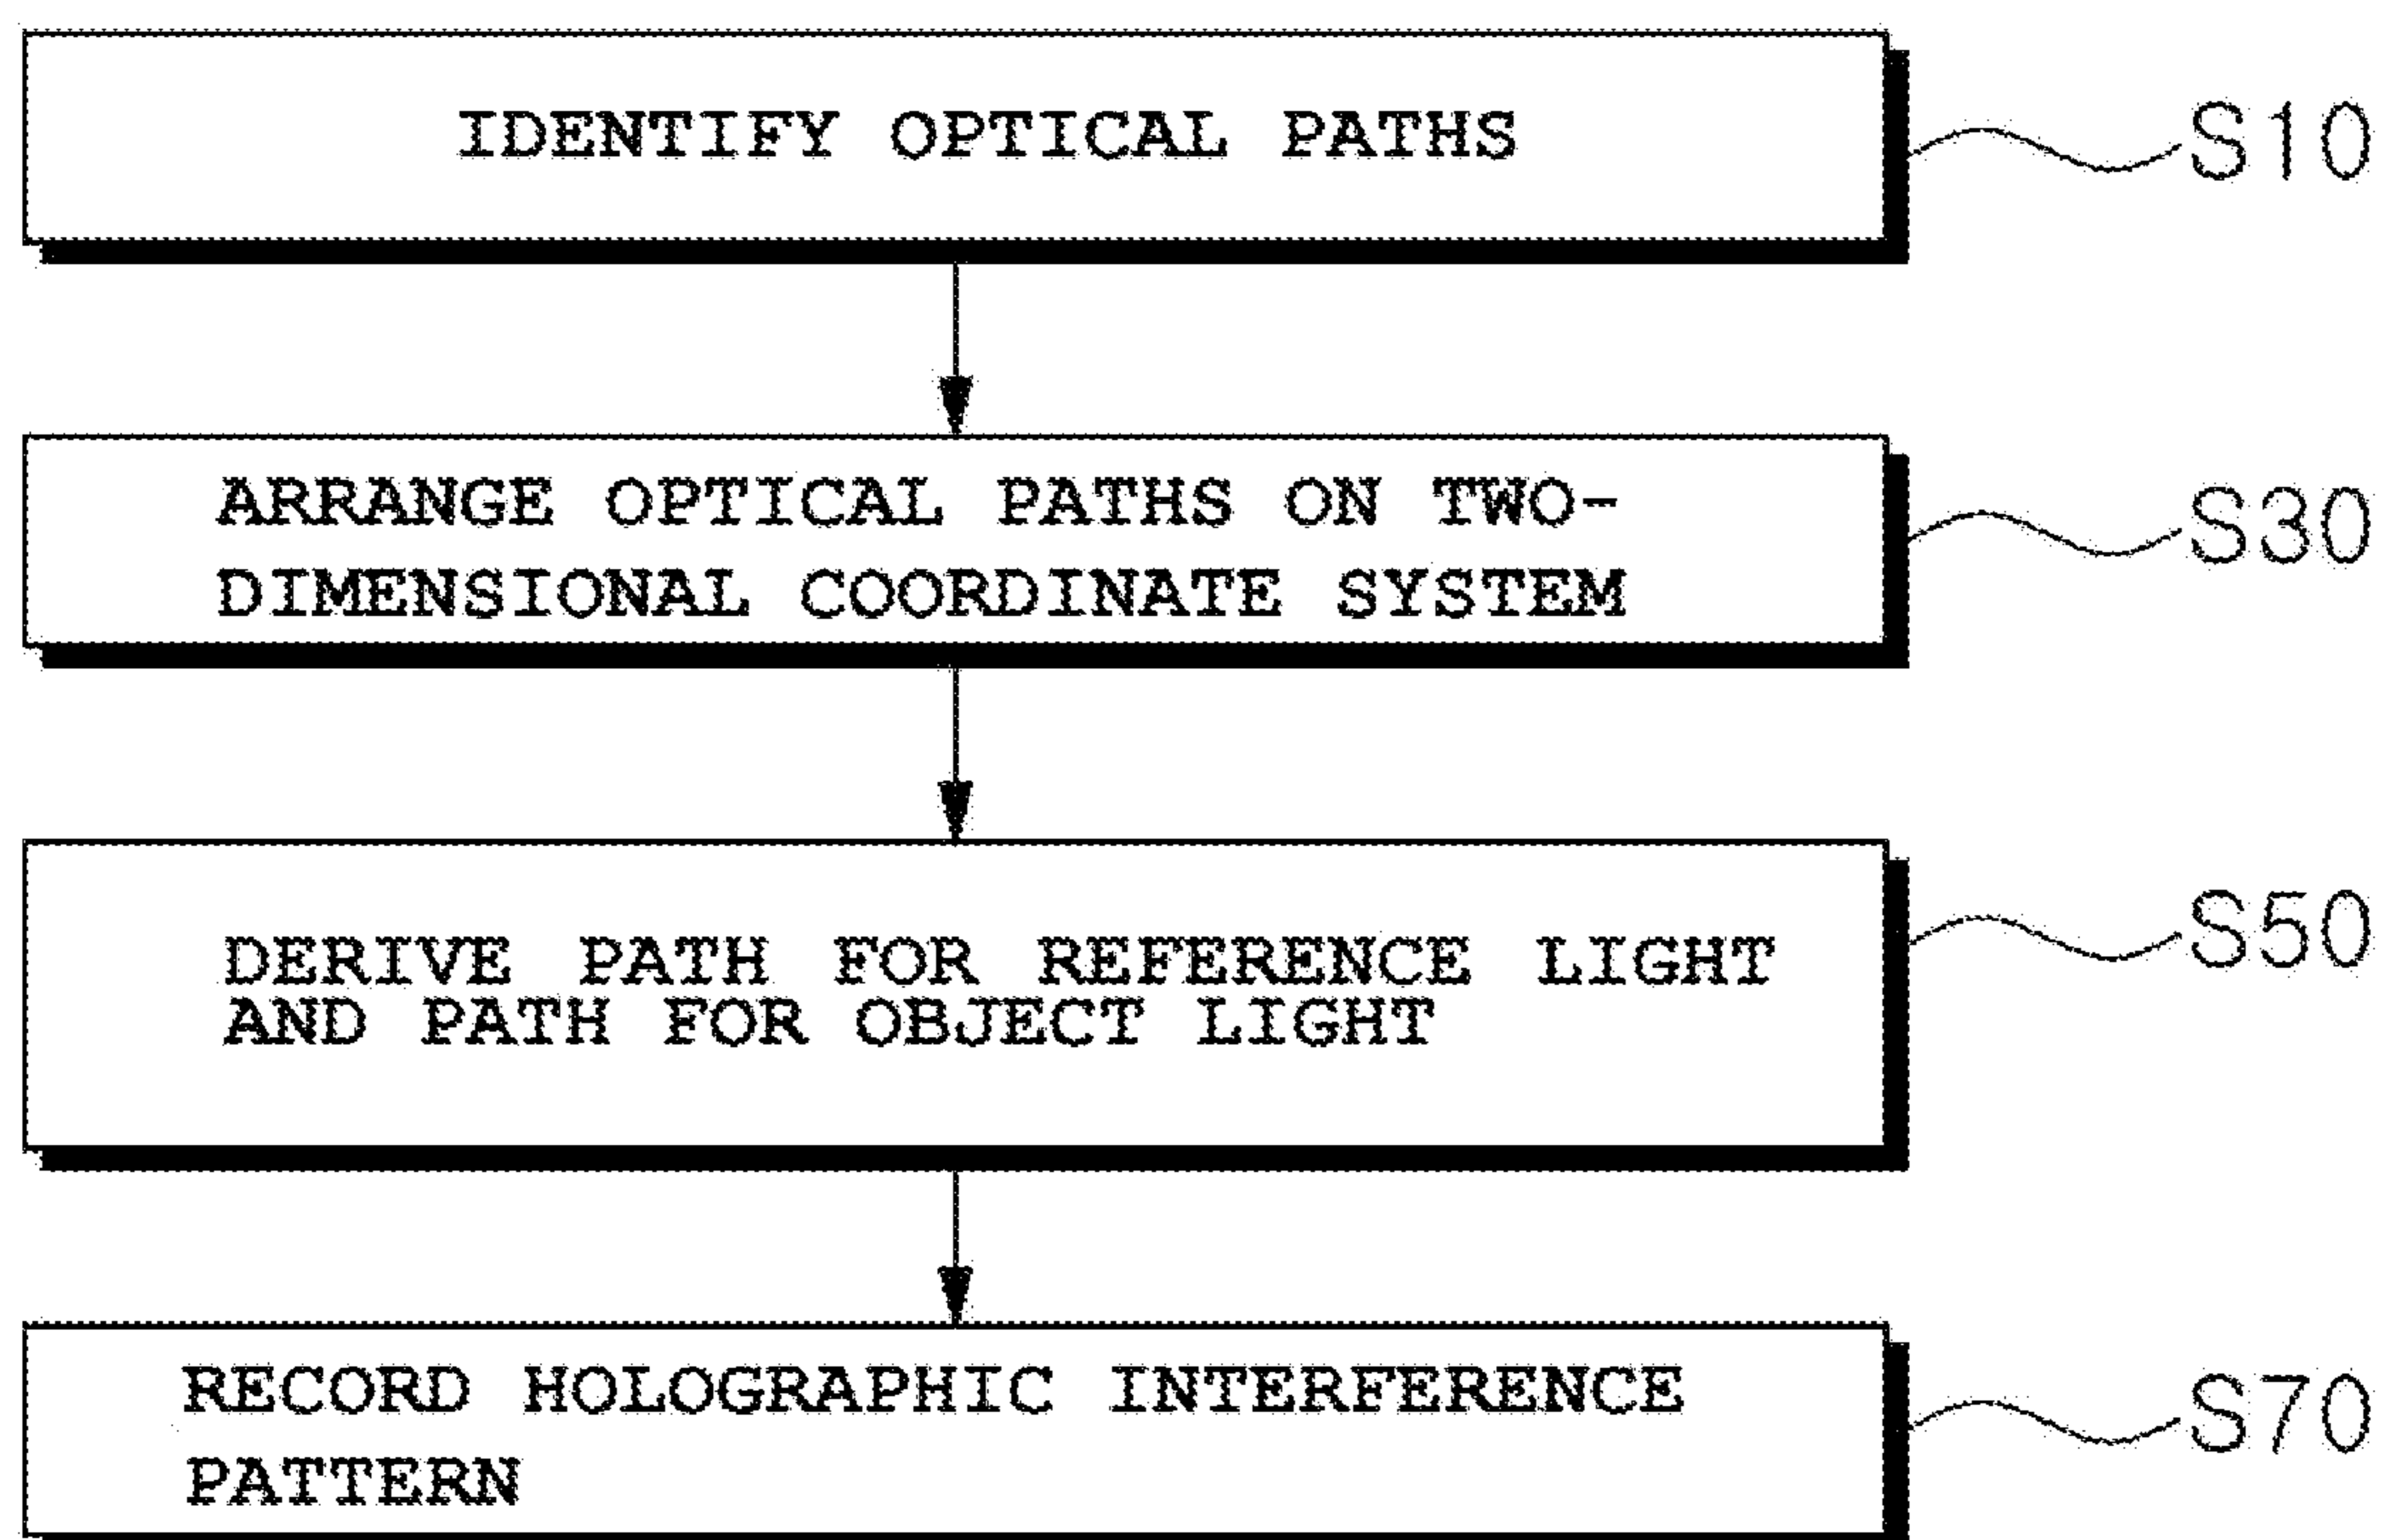 IDENTIFY OPTICAL PATHS
S10
ARRANGE OPTICAL PATHS ON TWO-
DIMENSIONAL COORDINATE SYSTEM
S30
DERIVE PATH FOR REFERENCE LIGHT
AND PATH FOR OBJECT LIGHT
S50
RECORD HOLOGRAPHIC INTERFERENCE
PATTERN
S70